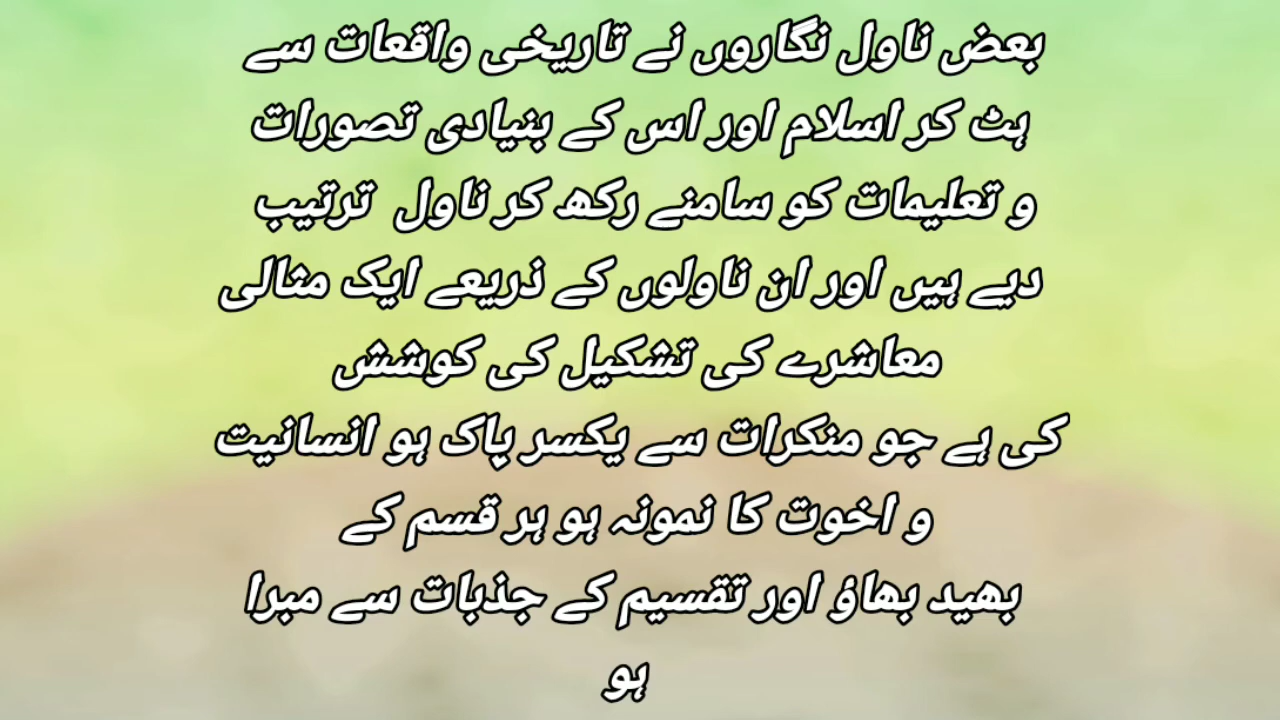 بعض ناول نگاروں نے تاریخی واقعات سے
ہٹ کر اسلام اور اس کے بنیادی تصورات
و تعلیمات کو سامنے رکھ کر ناول ترتیب
دیے ہیں اور ان ناولوں کے ذریعے ایک مثالی
معاشرے کی تشکیل کی کوشش
کی ہے جو منکرات سے یکسر پاک ہو انسانیت
و اخوت کا نمونہ ہو ہر قسم کے
بھید بھاؤ اور تقسیم کے جذبات سے مبرا
ہو